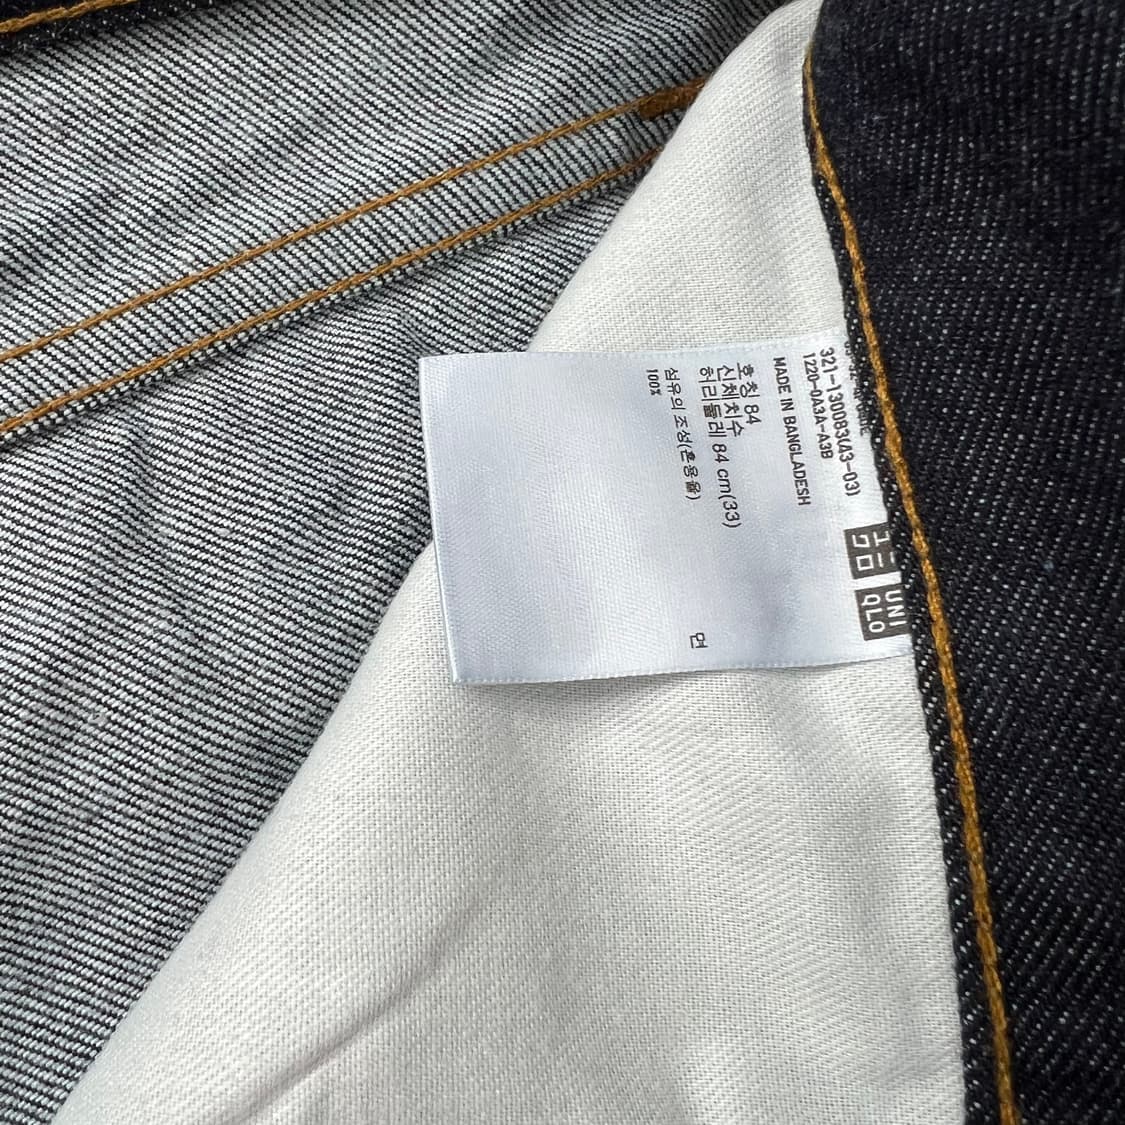 유니
클로
UNI
QLO
321-130083(43-03)
1220-0A3A-A3B
MADE IN BANGLADESH
호칭 84
신체치수
허리둘레 84 cm(33)
섬유의 조성(혼용율)
면
100%